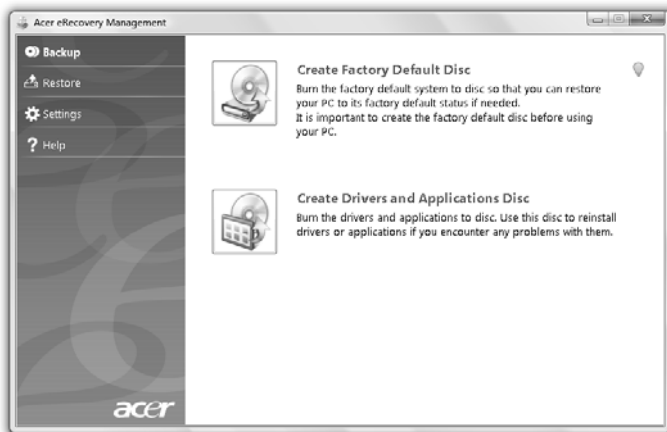 Acer eRecovery Management
Backup
Restore
Settings
? Help
Create Factory Default Disc
Burn the factory default system to disc so that you can restore
your PC to its factory default status if needed.
It is important to create the factory default disc before using
your PC.
Create Drivers and Applications Disc
Burn the drivers and applications to disc. Use this disc to reinstall
drivers or applications if you encounter any problems with them.
acer